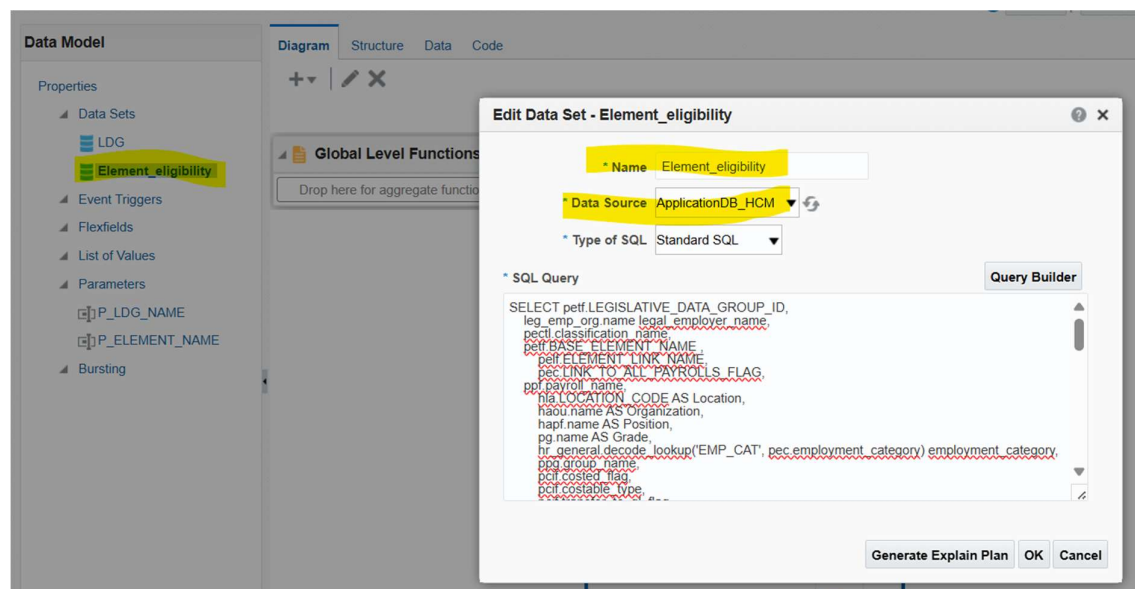 Data Model
Properties
Data Sets
LDG
Element_eligibility
Event Triggers
Flexfields
List of Values
Parameters
P_LDG_NAME
P_ELEMENT_NAME
Bursting
Diagram Structure Data Code
Global Level Functions
Drop here for aggregate functio
Edit Data Set - Element_eligibility
* Name Element_eligibility
* Data Source ApplicationDB_HCM
* Type of SQL Standard SQL
* SQL Query
Query Builder
SELECT petf.LEGISLATIVE_DATA_GROUP_ID,
leg_emp_org.name legal_employer_name,
pectl.classification_name,
petf.BASE_ELEMENT_NAME ,
pelf.ELEMENT_LINK_NAME,
pec.LINK_TO_ALL_PAYROLLS_FLAG,
ppf.payroll_name,
hla.LOCATION_CODE AS Location,
haou.name AS Organization,
hapf.name AS Position,
pg.name AS Grade,
hr_general.decode_lookup('EMP_CAT', pec.employment_category) employment_category,
ppg.group_name,
pcif.costed_flag,
pcif.costable_type,
Generate Explain Plan OK Cancel